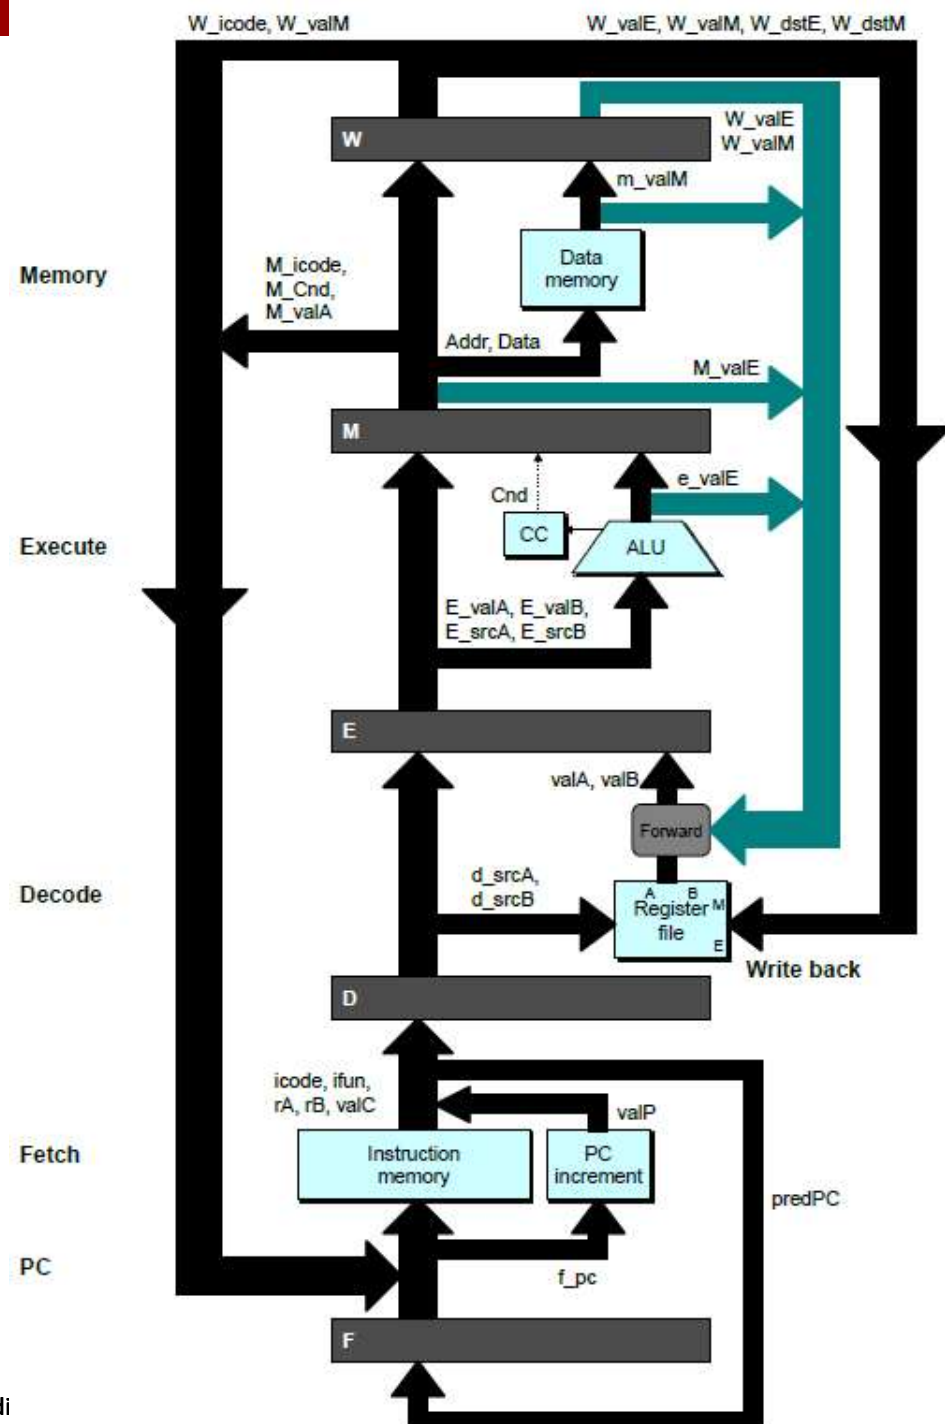 W_icode, W_valM
W_valE, W_valM, W_dstE, W_dstM
W_valE
W_valM
W
m_valM
Data
memory
Memory
M_icode,
M_Cnd,
M_valA
Addr, Data
M_valE
M
e_valE
Cnd
CC
ALU
Execute
E_valA, E_valB,
E_srcA, E_srcB
E
valA, valB
Forward
Decode
d_srcA,
d_srcB
A B
M
Register
file
E
Write back
D
icode, ifun,
rA, rB, valC
valP
Fetch
Instruction
memory
PC
increment
predPC
PC
f_pc
F